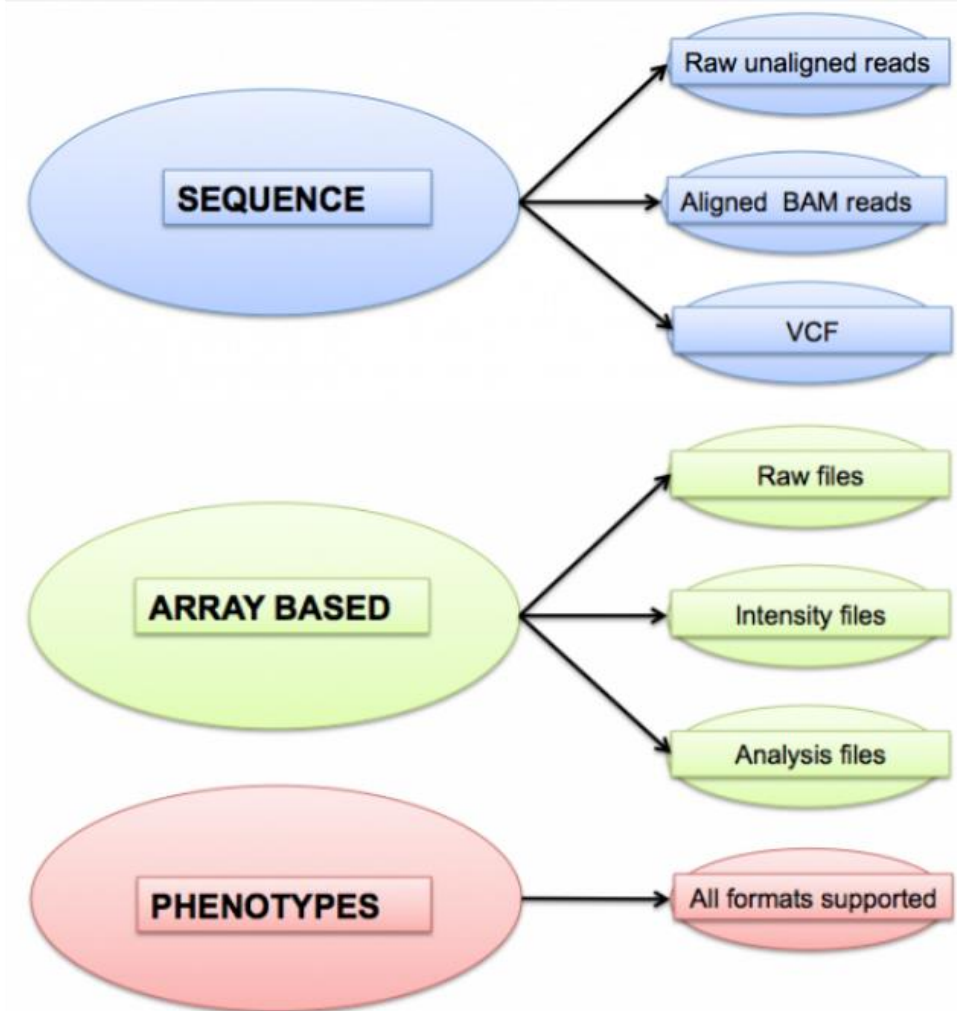 Raw unaligned reads
SEQUENCE
Aligned BAM reads
VCF
Raw files
ARRAY BASED
Intensity files
Analysis files
PHENOTYPES
All formats supported